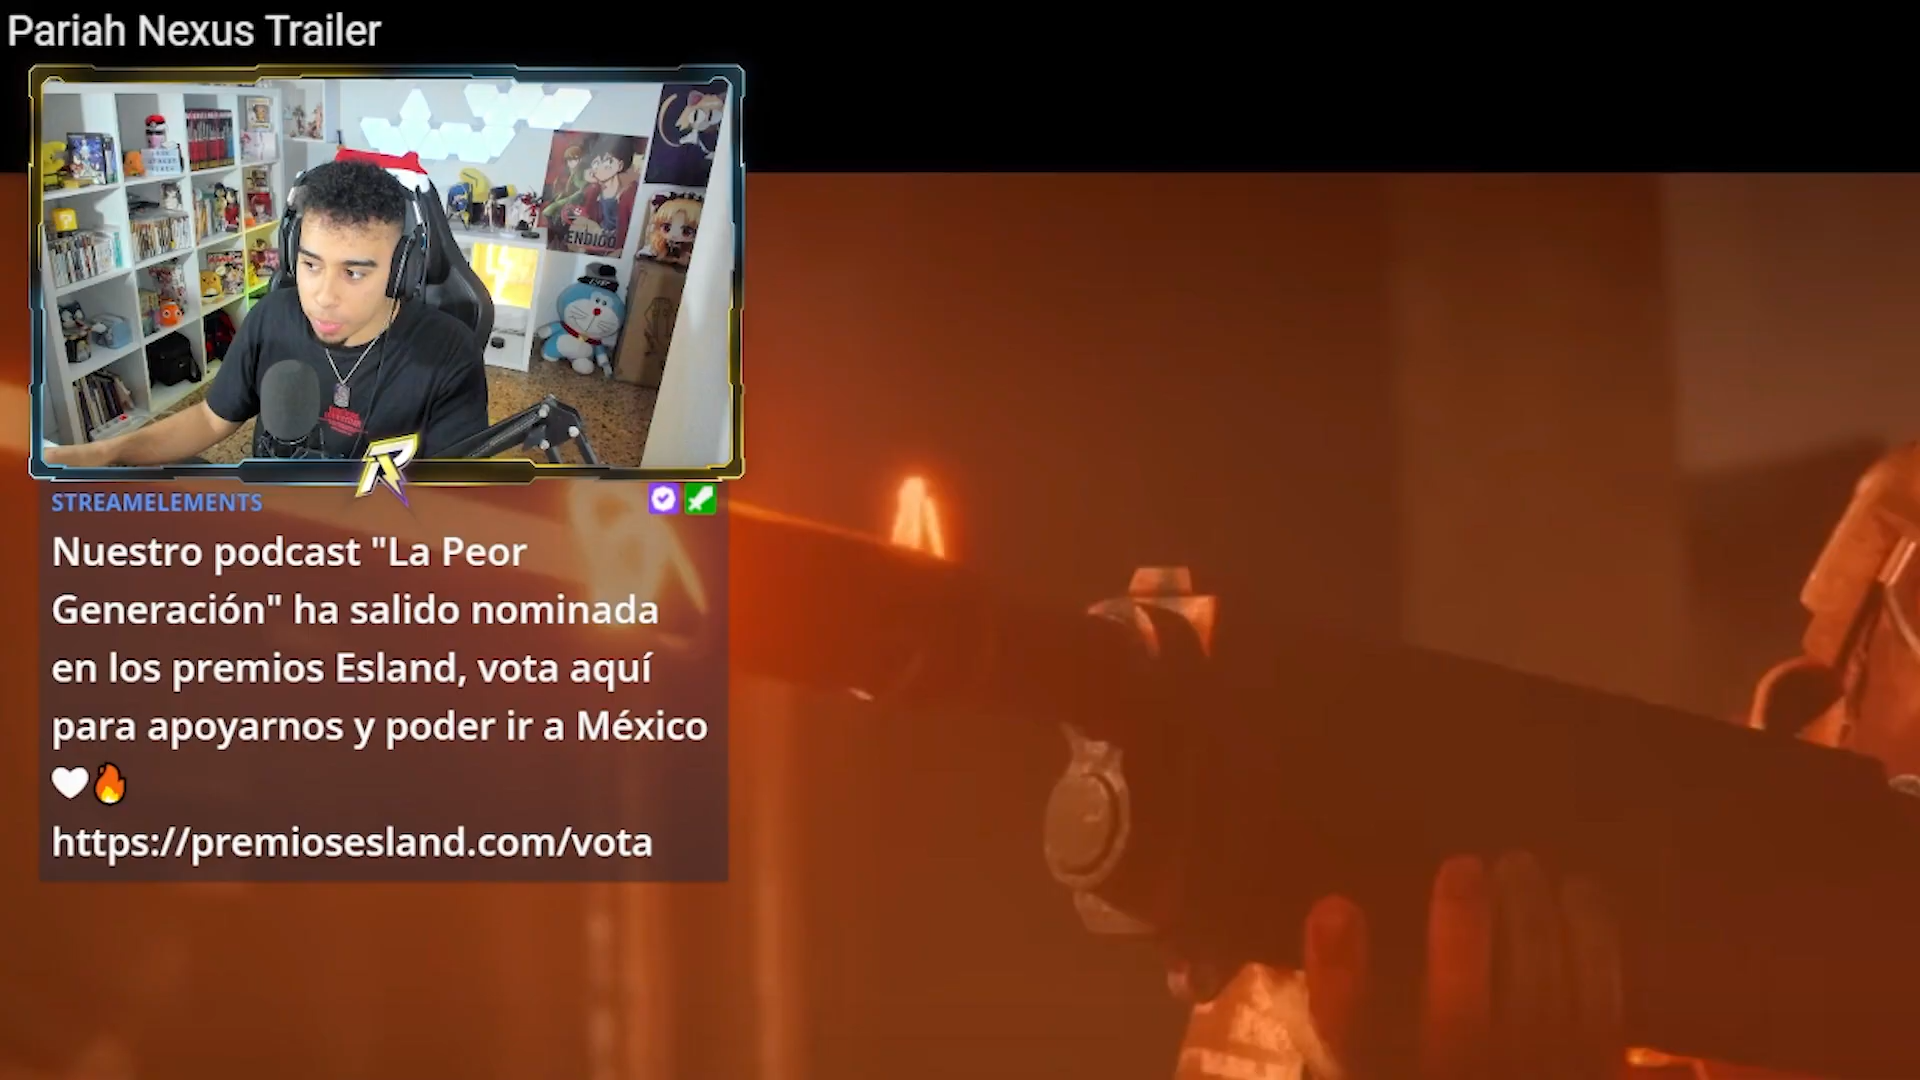 Pariah Nexus Trailer
ENDIGO
STREAMELEMENTS
Nuestro podcast "La Peor
Generación" ha salido nominada
en los premios Esland, vota aquí
para apoyarnos y poder ir a México
🤍🔥
https://premiosesland.com/vota